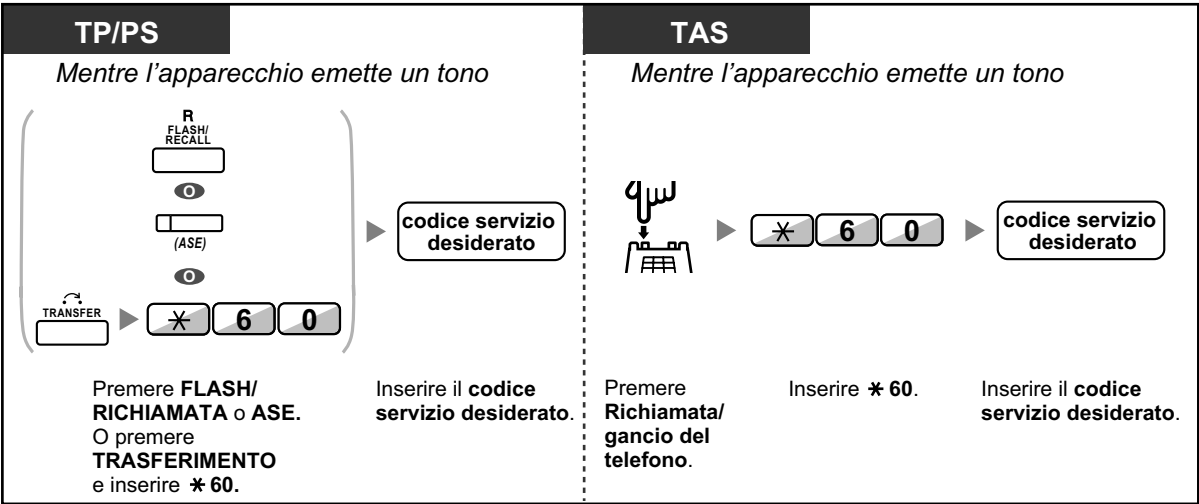 TP/PS
Mentre l'apparecchio emette un tono
R
FLASH/
RECALL
O
(ASE)
O
TRANSFER
* 6 0
codice servizio
desiderato
Premere FLASH/
RICHIAMATA o ASE.
O premere
TRASFERIMENTO
e inserire * 60.
Inserire il codice
servizio desiderato.
TAS
Mentre l'apparecchio emette un tono
* 6 0
codice servizio
desiderato
Premere
Richiamata/
gancio del
telefono.
Inserire * 60.
Inserire il codice
servizio desiderato.